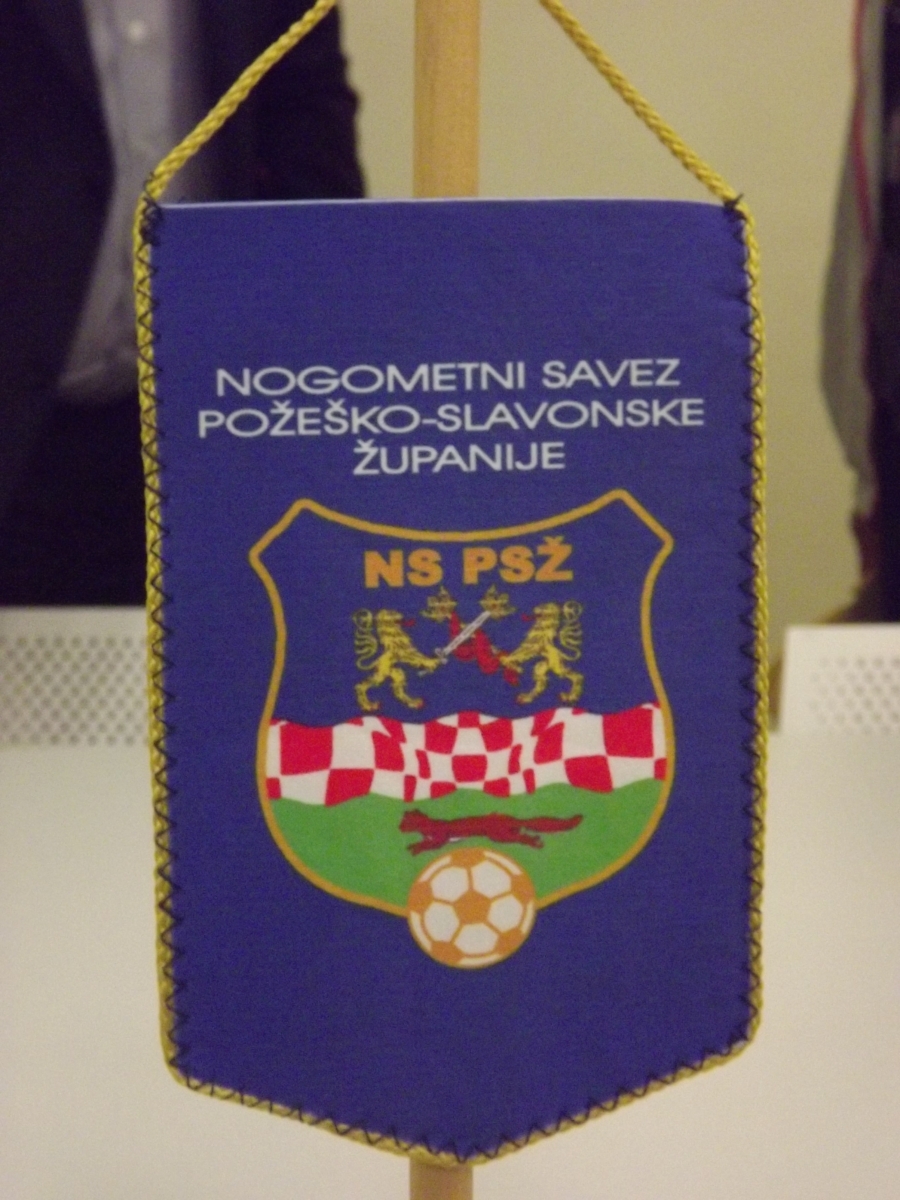 NOGOMETNI SAVEZ
POŽEŠKO-SLAVONSKE
ŽUPANIJE
NS PSŽ